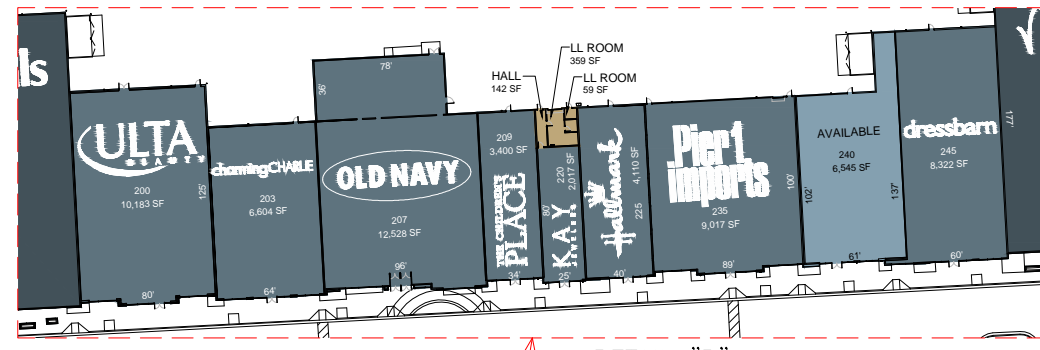 ls
ULTA
BEAUTY
200
10,183 SF
125'
80'
charmingCHARLIE
203
6,604 SF
64'
78'
36'
OLD NAVY
207
12,528 SF
96'
209
3,400 SF
THE CHILDREN'S
PLACE
34'
HALL
142 SF
LL ROOM
359 SF
LL ROOM
59 SF
220
2,017 SF
80'
KAY
JEWELERS
25'
Hallmark
4,110 SF
225
40'
Pier 1
imports
235
9,017 SF
100'
89'
AVAILABLE
240
6,545 SF
102'
137'
61'
dressbarn
245
8,322 SF
60'
177'